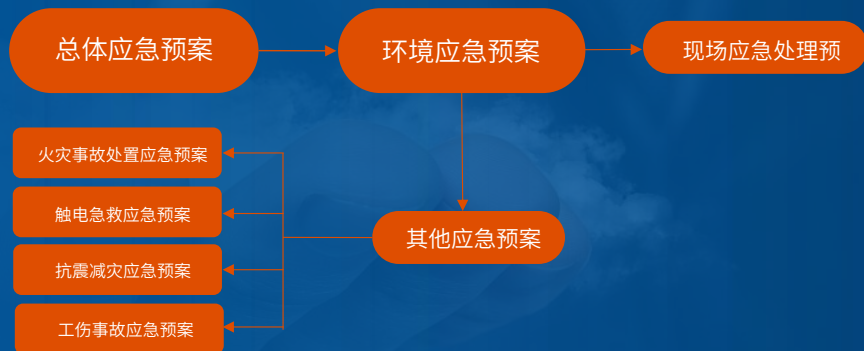 总体应急预案
环境应急预案
现场应急处理预
火灾事故处置应急预案
触电急救应急预案
其他应急预案
抗震减灾应急预案
工伤事故应急预案